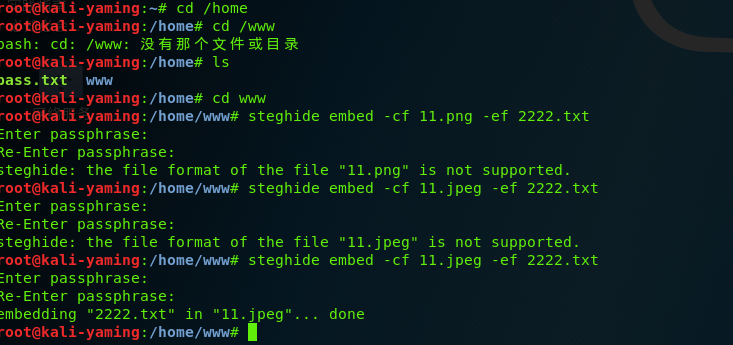 root@kali-yaming:~# cd /home
root@kali-yaming:/home# cd /www
bash: cd: /www: 没有那个文件或目录
root@kali-yaming:/home# ls
pass.txt  www
root@kali-yaming:/home# cd www
root@kali-yaming:/home/www# steghide embed -cf 11.png -ef 2222.txt
Enter passphrase:
Re-Enter passphrase:
steghide: the file format of the file "11.png" is not supported.
root@kali-yaming:/home/www# steghide embed -cf 11.jpeg -ef 2222.txt
Enter passphrase:
Re-Enter passphrase:
steghide: the file format of the file "11.jpeg" is not supported.
root@kali-yaming:/home/www# steghide embed -cf 11.jpeg -ef 2222.txt
Enter passphrase:
Re-Enter passphrase:
embedding "2222.txt" in "11.jpeg"... done
root@kali-yaming:/home/www#